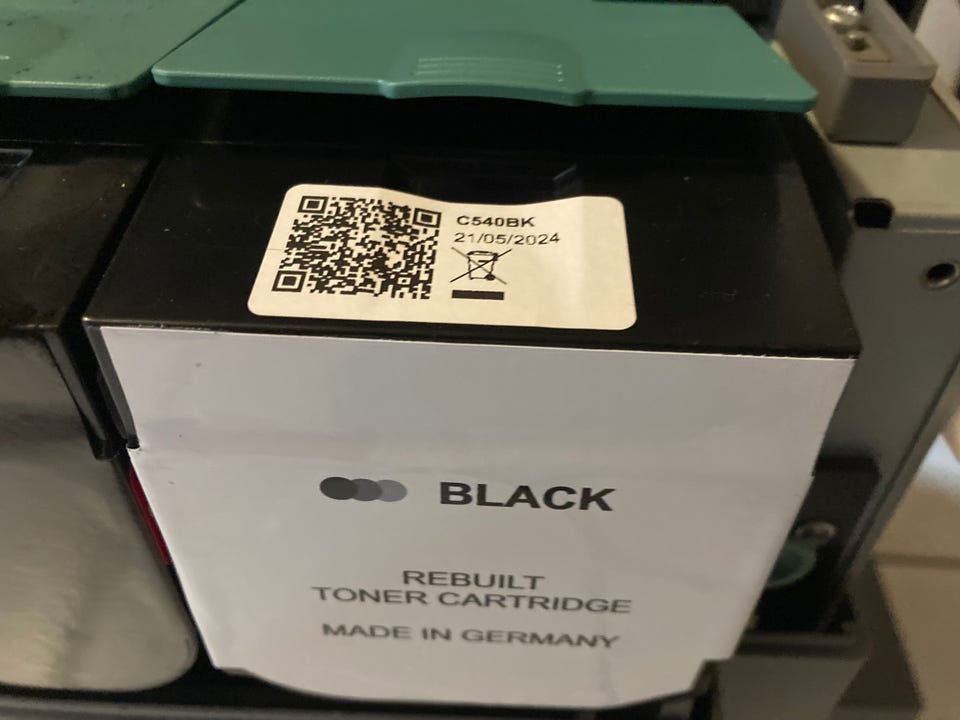 C540BK
21/05/2024
BLACK
REBUILT
TONER CARTRIDGE
MADE IN GERMANY